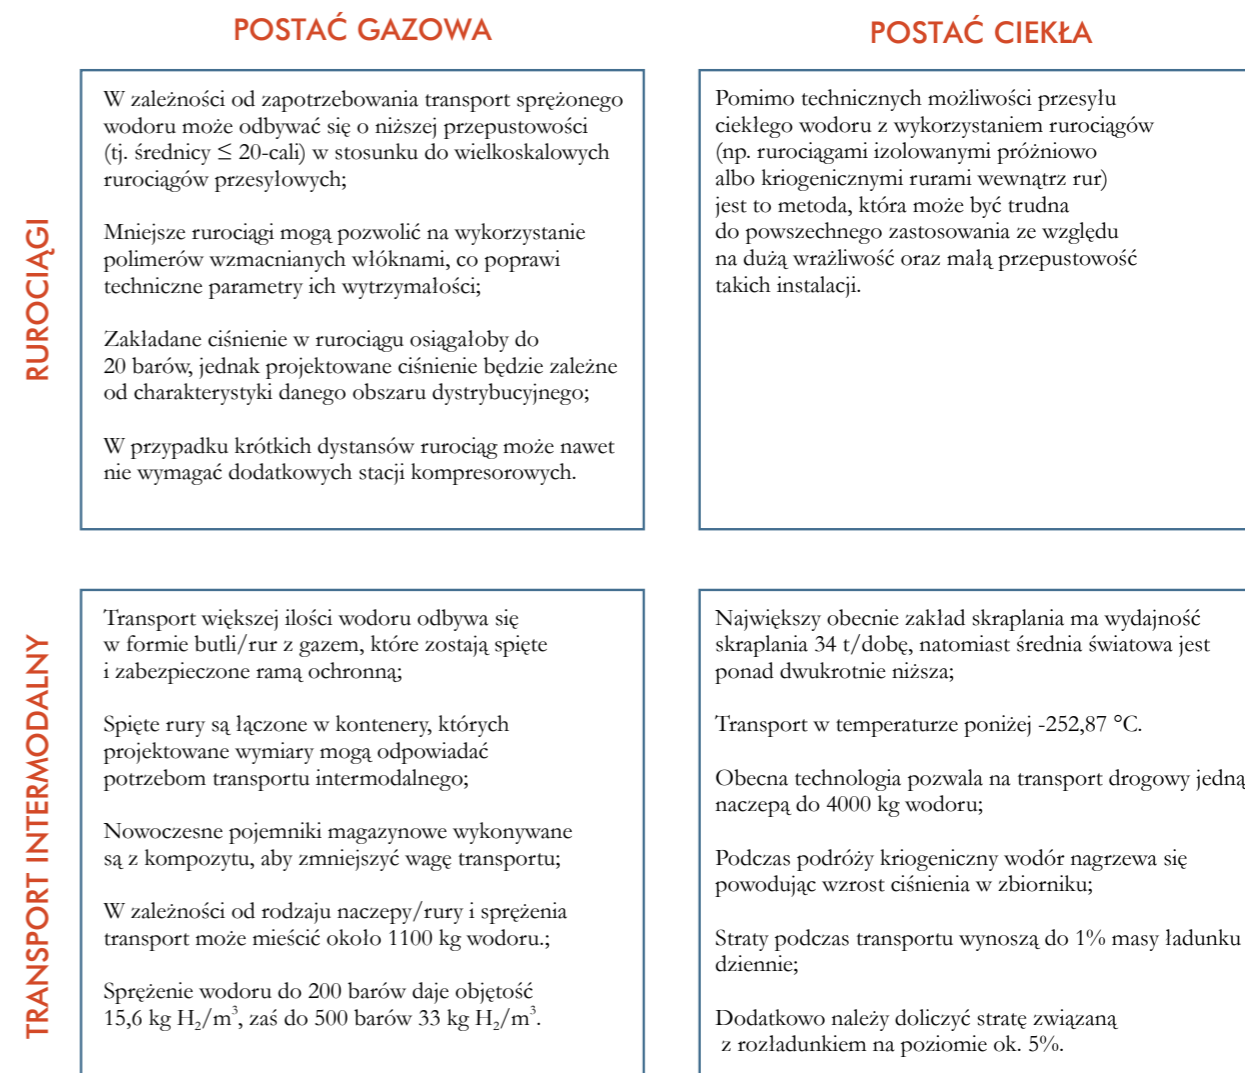 POSTAĆ GAZOWA
POSTAĆ CIEKŁA
RUROCIĄGI
W zależności od zapotrzebowania transport sprężonego
wodoru może odbywać się o niższej przepustowości
(tj. średnicy ≤ 20-cali) w stosunku do wielkoskalowych
rurociągów przesyłowych;
Mniejsze rurociągi mogą pozwolić na wykorzystanie
polimerów wzmacnianych włóknami, co poprawi
techniczne parametry ich wytrzymałości;
Zakładane ciśnienie w rurociągu osiągałoby do
20 barów, jednak projektowane ciśnienie będzie zależne
od charakterystyki danego obszaru dystrybucyjnego;
W przypadku krótkich dystansów rurociąg może nawet
nie wymagać dodatkowych stacji kompresorowych.
Pomimo technicznych możliwości przesyłu
ciekłego wodoru z wykorzystaniem rurociągów
(np. rurociągami izolowanymi próżniowo
albo kriogenicznymi rurami wewnątrz rur)
jest to metoda, która może być trudna
do powszechnego zastosowania ze względu
na dużą wrażliwość oraz małą przepustowość
takich instalacji.
TRANSPORT INTERMODALNY
Transport większej ilości wodoru odbywa się
w formie butli/rur z gazem, które zostają spięte
i zabezpieczone ramą ochronną;
Spięte rury są łączone w kontenery, których
projektowane wymiary mogą odpowiadać
potrzebom transportu intermodalnego;
Nowoczesne pojemniki magazynowe wykonywane
są z kompozytu, aby zmniejszyć wagę transportu;
W zależności od rodzaju naczepy/rury i sprężenia
transport może mieścić około 1100 kg wodoru.;
Sprężenie wodoru do 200 barów daje objętość
15,6 kg H₂/m³, zaś do 500 barów 33 kg H₂/m³.
Największy obecnie zakład skraplania ma wydajność
skraplania 34 t/dobę, natomiast średnia światowa jest
ponad dwukrotnie niższa;
Transport w temperaturze poniżej -252,87 °C.
Obecna technologia pozwala na transport drogowy jedną
naczepą do 4000 kg wodoru;
Podczas podróży kriogeniczny wodór nagrzewa się
powodując wzrost ciśnienia w zbiorniku;
Straty podczas transportu wynoszą do 1% masy ładunku
dziennie;
Dodatkowo należy doliczyć stratę związaną
z rozładunkiem na poziomie ok. 5%.